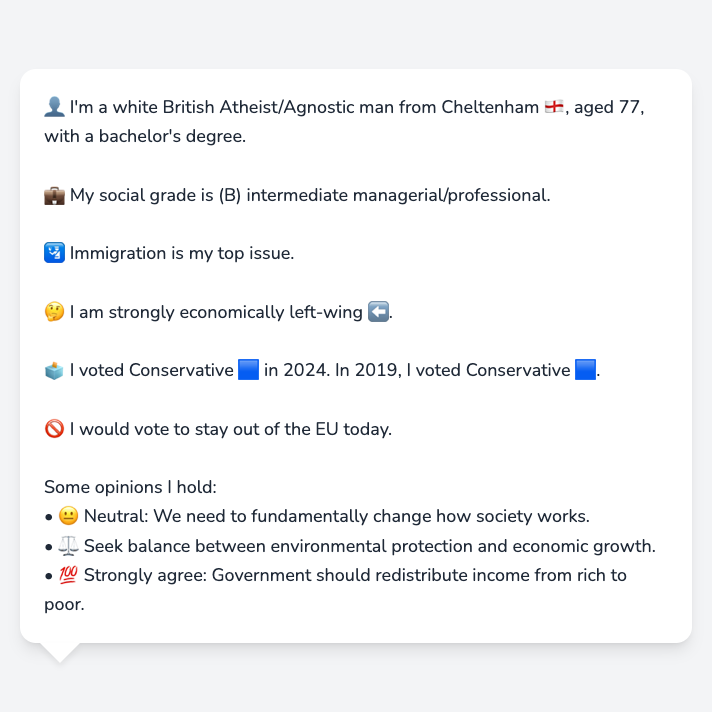 👤 I'm a white British Atheist/Agnostic man from Cheltenham 🏴󠁧󠁢󠁥󠁮󠁧󠁿, aged 77,
with a bachelor's degree.
💼 My social grade is (B) intermediate managerial/professional.
🛂 Immigration is my top issue.
🤔 I am strongly economically left-wing ⬅️.
🗳️ I voted Conservative 🟦 in 2024. In 2019, I voted Conservative 🟦.
🚫 I would vote to stay out of the EU today.
Some opinions I hold:
• 😐 Neutral: We need to fundamentally change how society works.
• ⚖️ Seek balance between environmental protection and economic growth.
• 💯 Strongly agree: Government should redistribute income from rich to
poor.